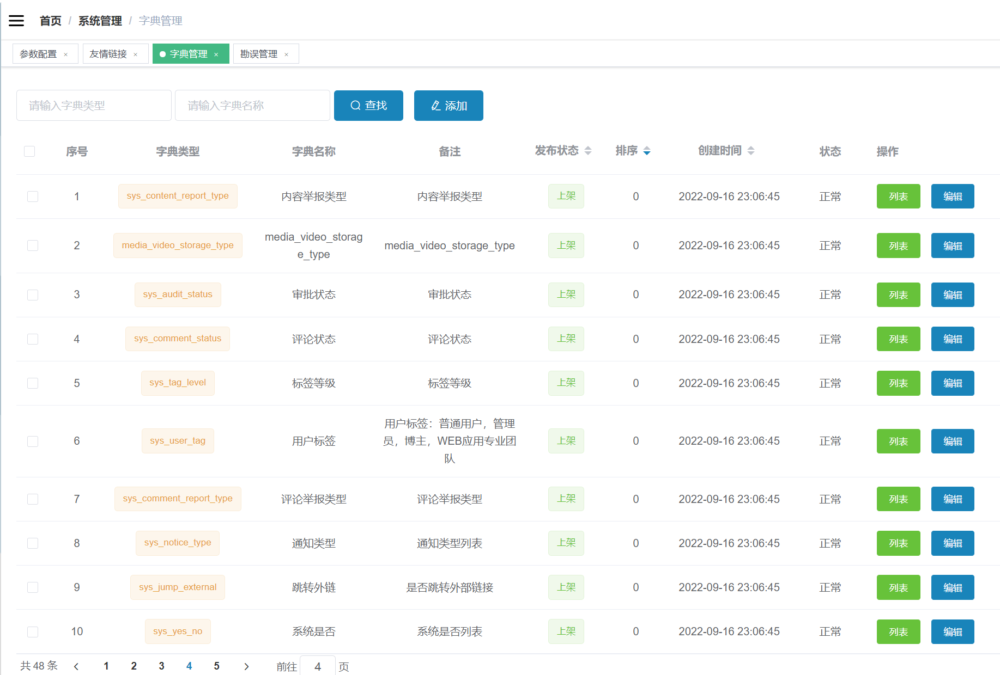 首页 / 系统管理 / 字典管理
参数配置 × 友情链接 × 字典管理 × 勘误管理 ×
请输入字典类型 请输入字典名称 查找 添加
序号 字典类型 字典名称 备注 发布状态 排序 创建时间 状态 操作
1 sys_content_report_type 内容举报类型 内容举报类型 上架 0 2022-09-16 23:06:45 正常 列表 编辑
2 media_video_storage_type media_video_storag
e_type media_video_storage_type 上架 0 2022-09-16 23:06:45 正常 列表 编辑
3 sys_audit_status 审批状态 审批状态 上架 0 2022-09-16 23:06:45 正常 列表 编辑
4 sys_comment_status 评论状态 评论状态 上架 0 2022-09-16 23:06:45 正常 列表 编辑
5 sys_tag_level 标签等级 标签等级 上架 0 2022-09-16 23:06:45 正常 列表 编辑
6 sys_user_tag 用户标签 用户标签：普通用户，管理
员，博主，WEB应用专业团
队 上架 0 2022-09-16 23:06:45 正常 列表 编辑
7 sys_comment_report_type 评论举报类型 评论举报类型 上架 0 2022-09-16 23:06:45 正常 列表 编辑
8 sys_notice_type 通知类型 通知类型列表 上架 0 2022-09-16 23:06:45 正常 列表 编辑
9 sys_jump_external 跳转外链 是否跳转外部链接 上架 0 2022-09-16 23:06:45 正常 列表 编辑
10 sys_yes_no 系统是否 系统是否列表 上架 0 2022-09-16 23:06:45 正常 列表 编辑
共 48 条 1 2 3 4 5 前往 4 页